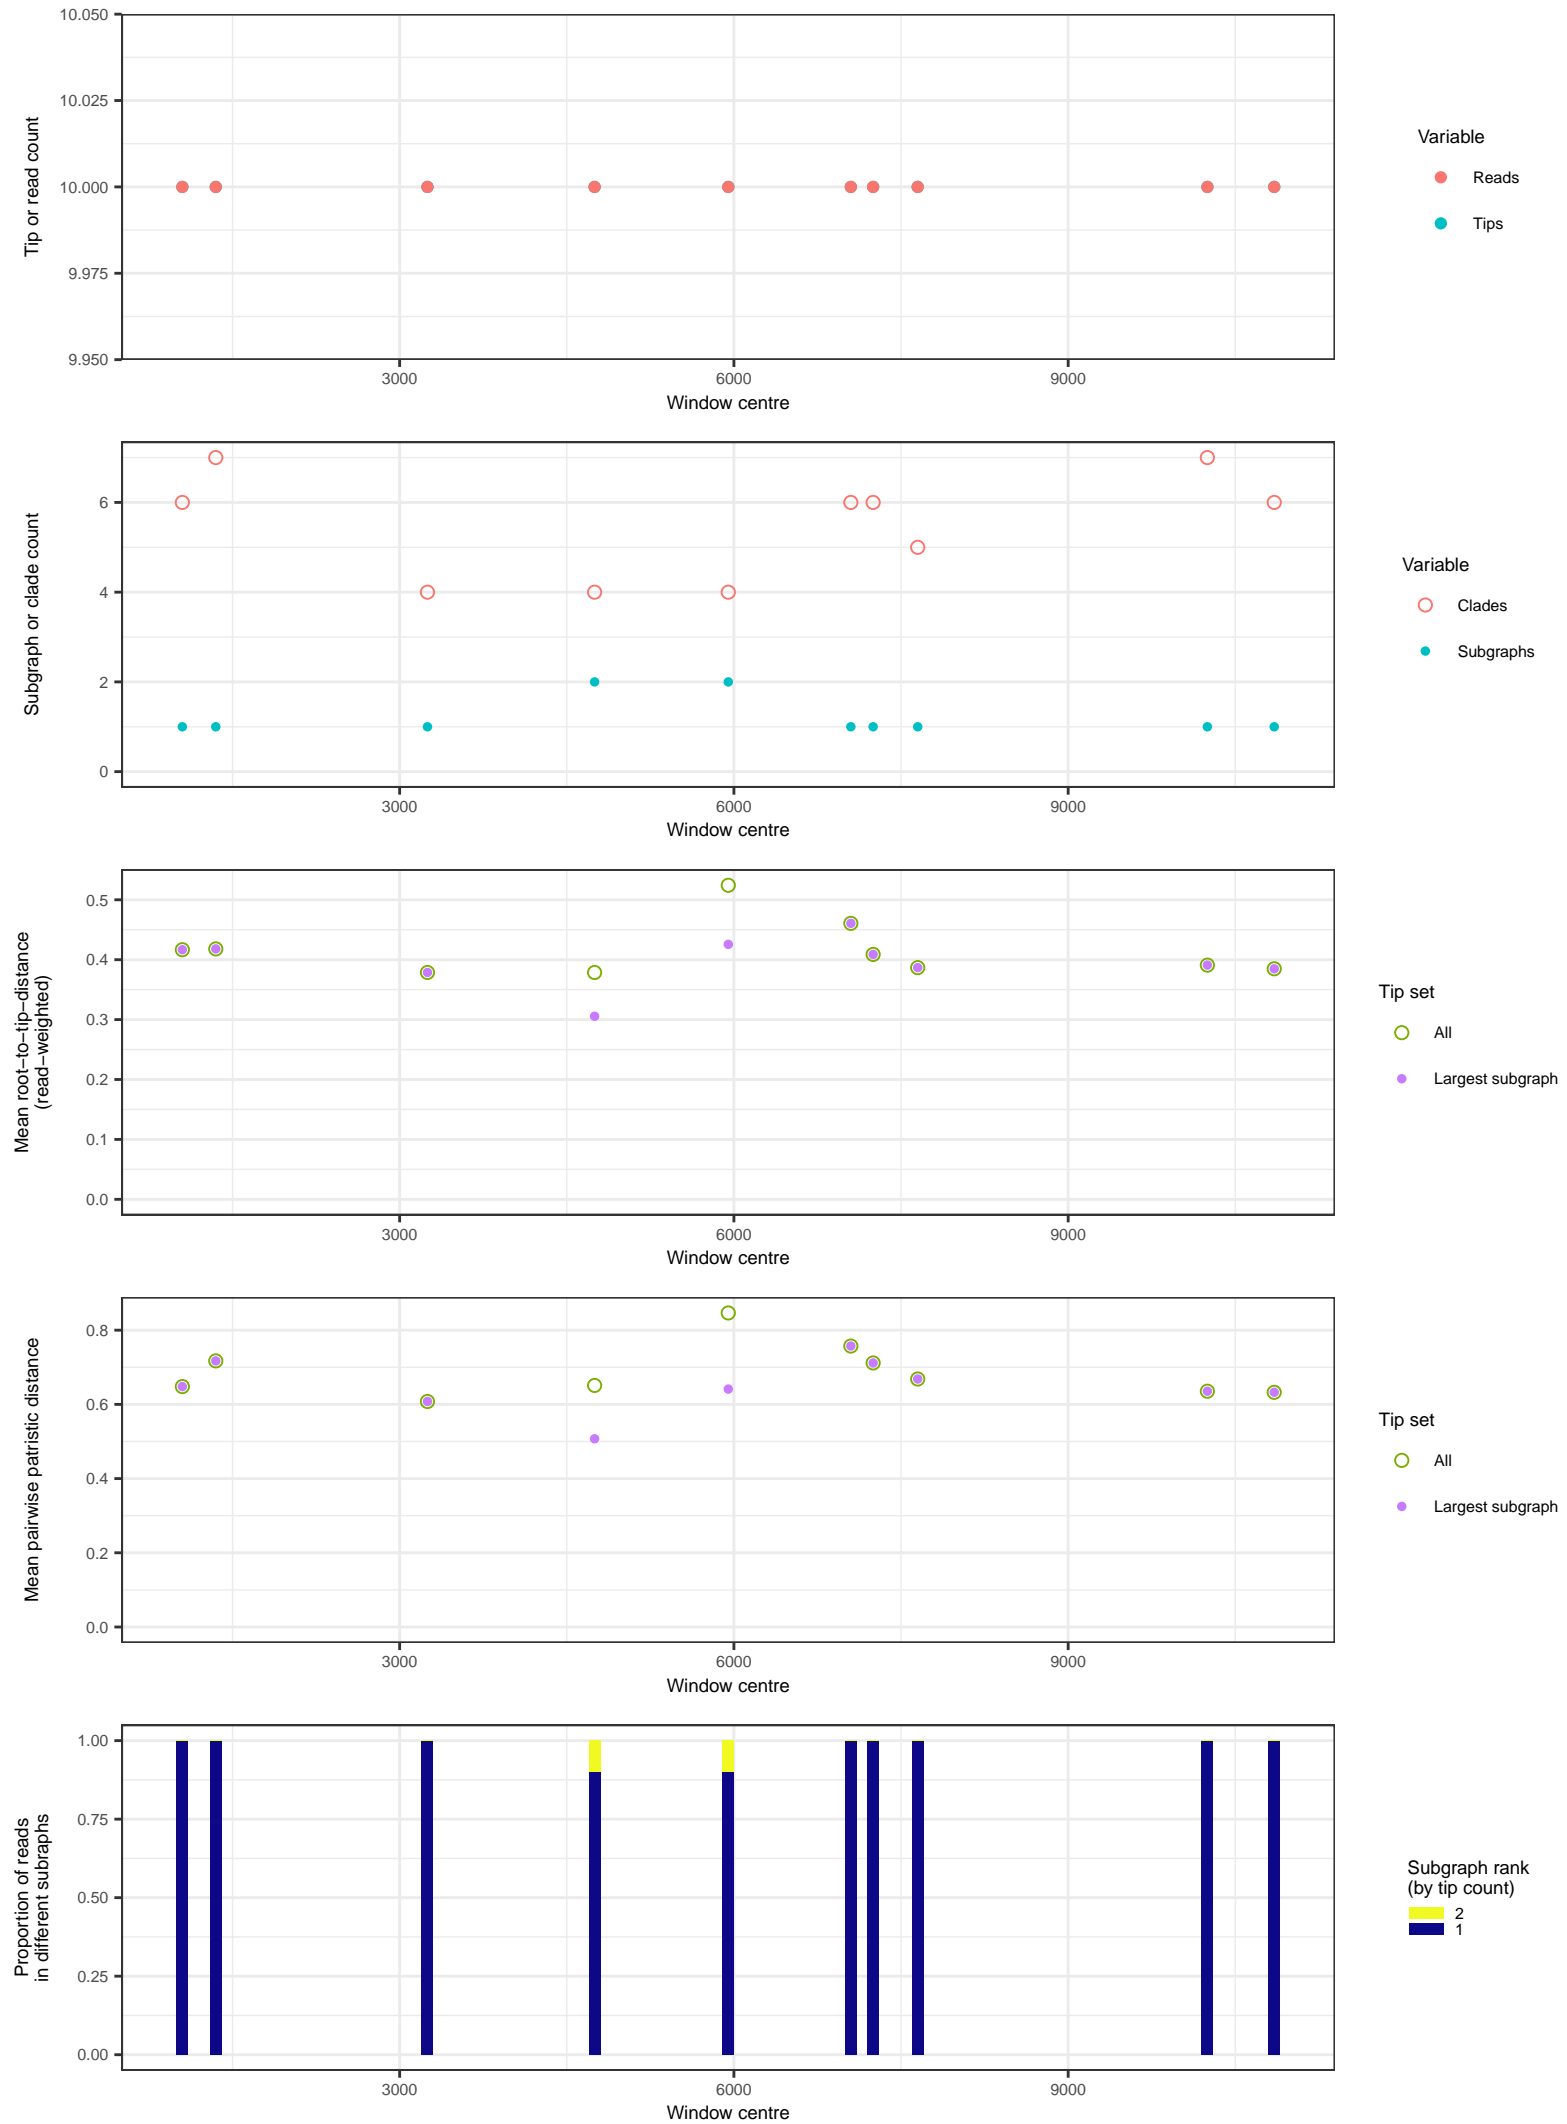 10.050
10.025
10.000
9.975
9.950
Tip or read count
3000
6000
9000
Window centre
Variable
Reads
Tips
6
4
2
0
Subgraph or clade count
3000
6000
9000
Window centre
Variable
Clades
Subgraphs
0.5
0.4
0.3
0.2
0.1
0.0
Mean root−to−tip−distance
(read−weighted)
3000
6000
9000
Window centre
Tip set
All
Largest subgraph
0.8
0.6
0.4
0.2
0.0
Mean pairwise patristic distance
3000
6000
9000
Window centre
Tip set
All
Largest subgraph
1.00
0.75
0.50
0.25
0.00
Proportion of reads
in different subraphs
3000
6000
9000
Window centre
Subgraph rank
(by tip count)
2
1